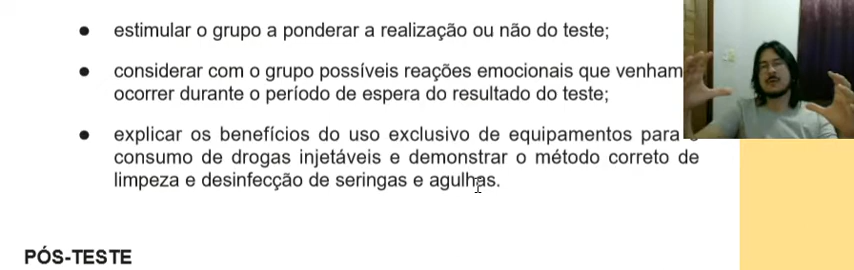 ● estimular o grupo a ponderar a realização ou não do teste;
● considerar com o grupo possíveis reações emocionais que venham
ocorrer durante o período de espera do resultado do teste;
● explicar os benefícios do uso exclusivo de equipamentos para
consumo de drogas injetáveis e demonstrar o método correto de
limpeza e desinfecção de seringas e agulhas.
PÓS-TESTE